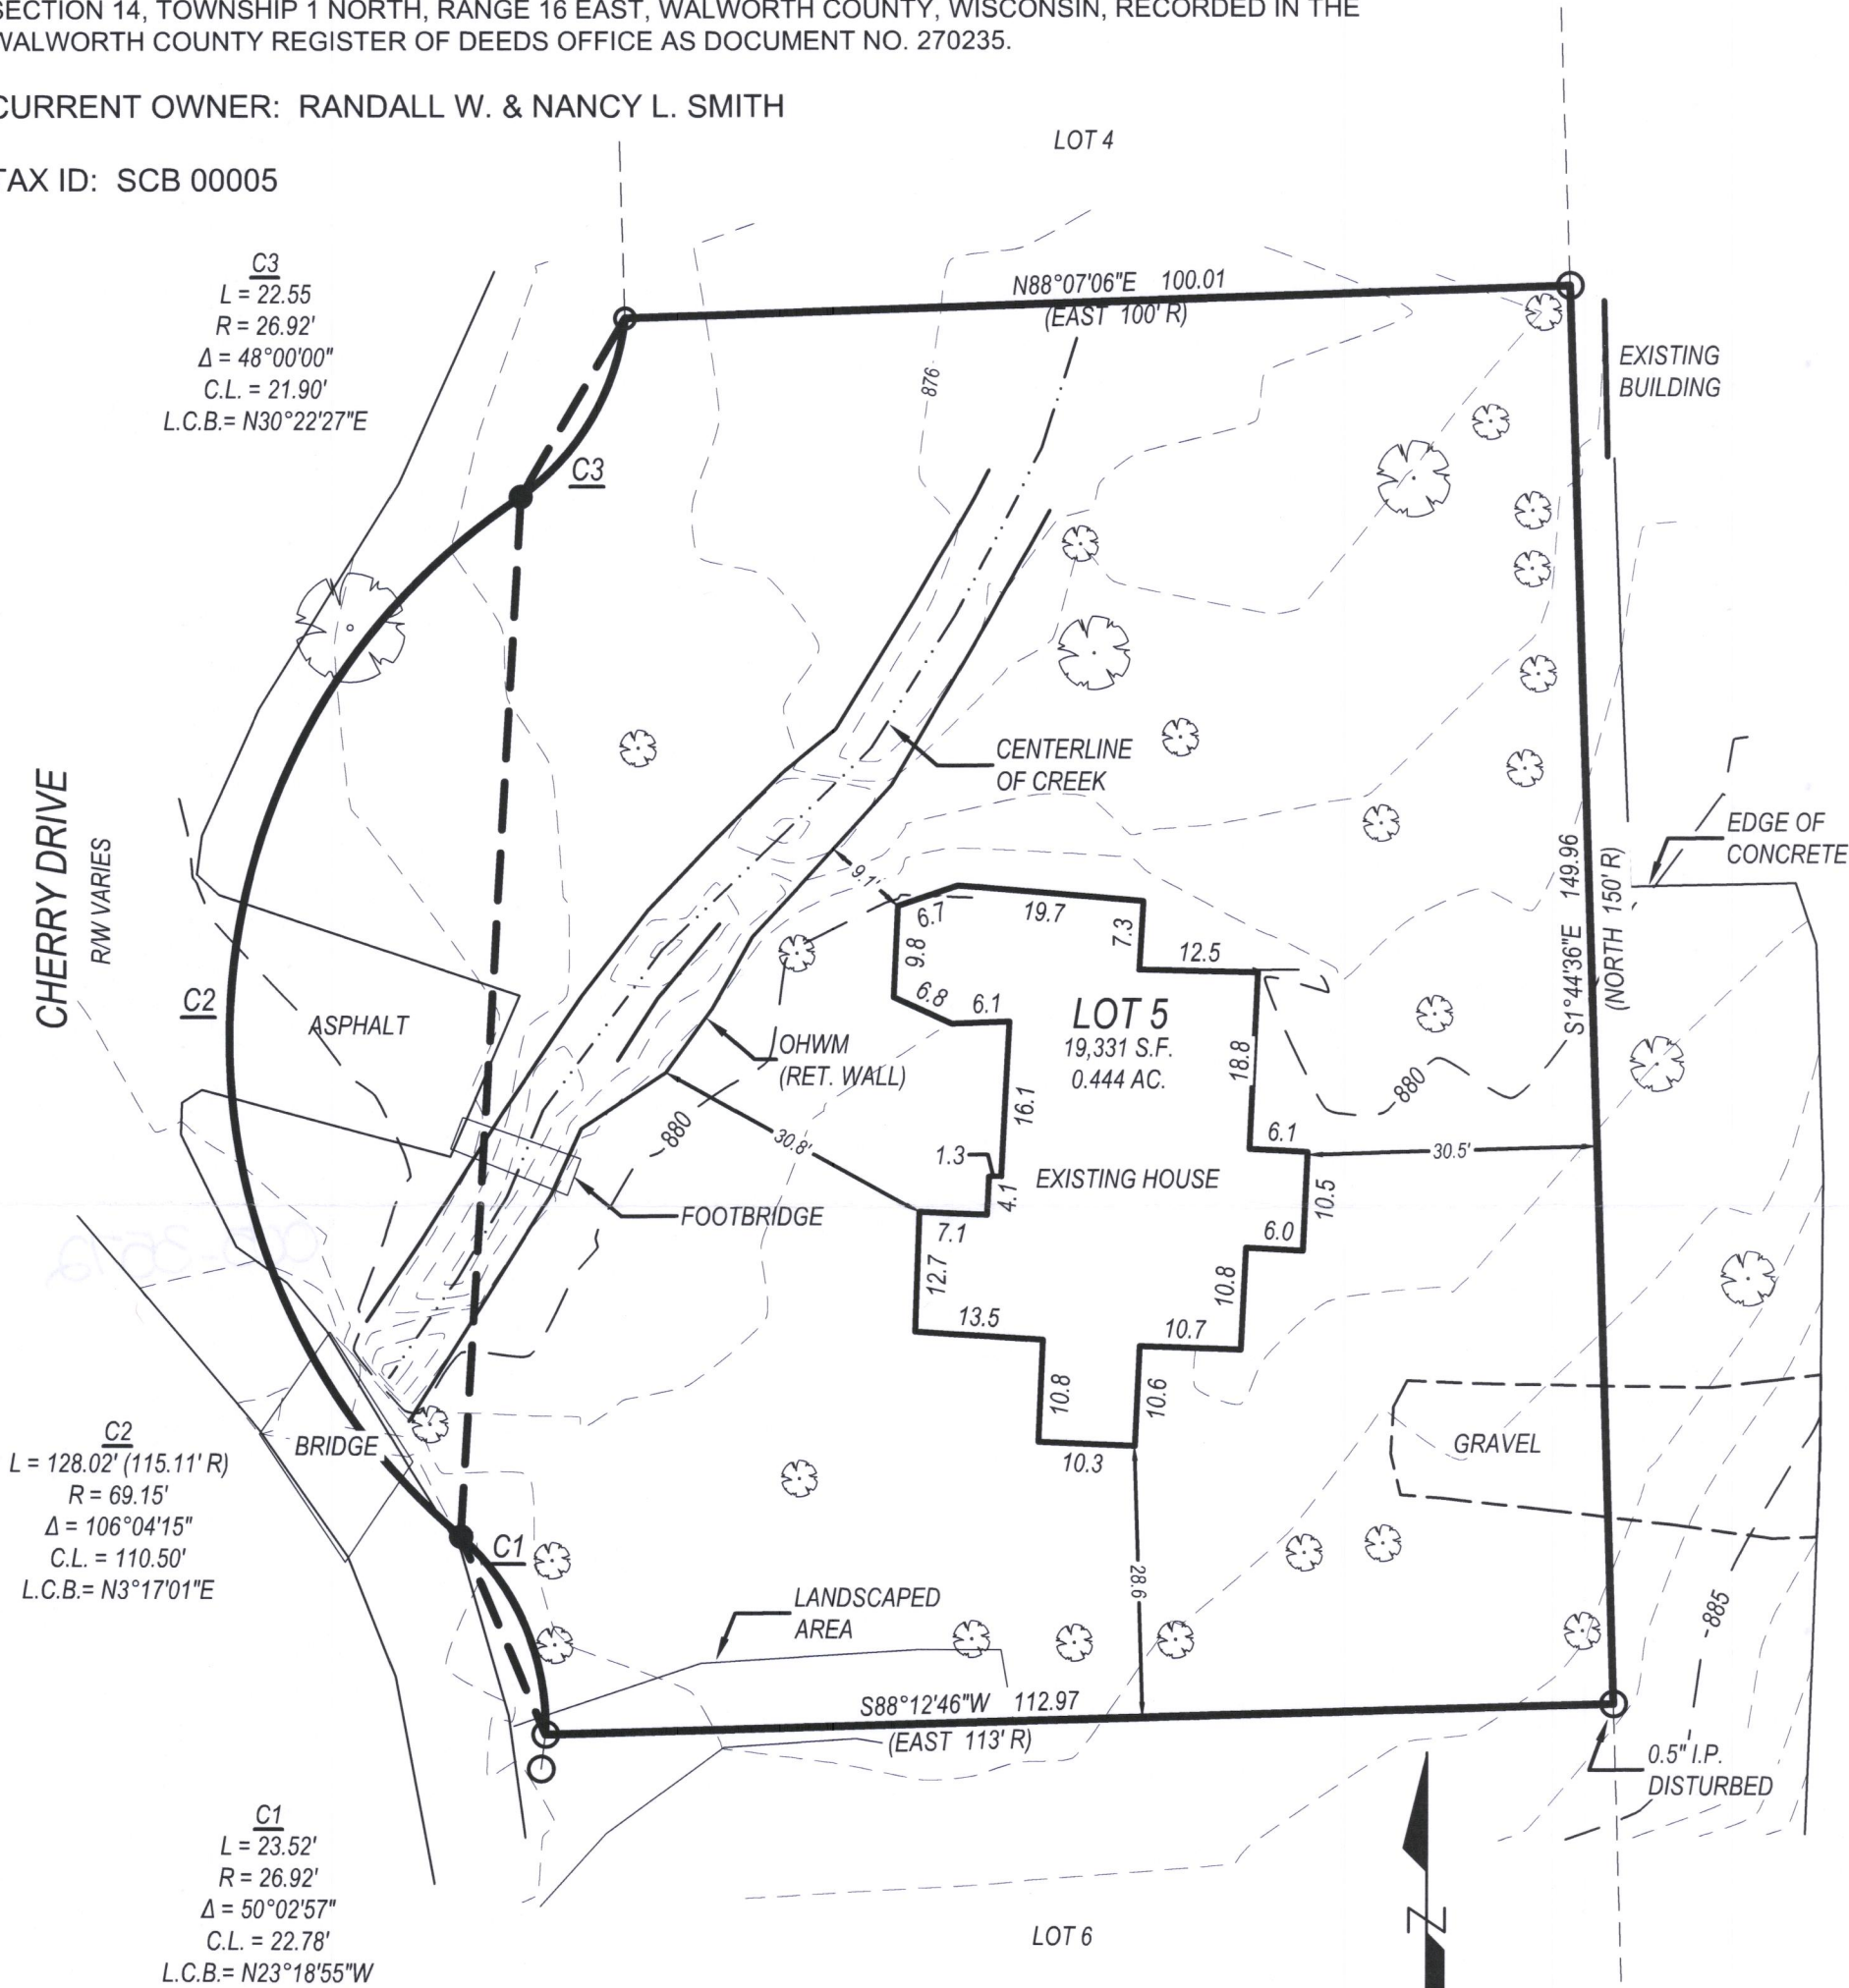 SECTION 14, TOWNSHIP 1 NORTH, RANGE 16 EAST, WALWORTH COUNTY, WISCONSIN, RECORDED IN THE
WALWORTH COUNTY REGISTER OF DEEDS OFFICE AS DOCUMENT NO. 270235.
CURRENT OWNER: RANDALL W. & NANCY L. SMITH
TAX ID: SCB 00005
LOT 4
C3
L = 22.55
R = 26.92'
Δ = 48°00'00"
C.L. = 21.90'
L.C.B.= N30°22'27"E
N88°07'06"E 100.01
(EAST 100' R)
EXISTING
BUILDING
876
C3
CENTERLINE
OF CREEK
EDGE OF
CONCRETE
CHERRY DRIVE
R/W VARIES
S1°44'36"E 149.96
(NORTH 150' R)
9.1'
6.7
19.7
7.3
9.8
12.5
6.8
6.1
C2
ASPHALT
LOT 5
19,331 S.F.
0.444 AC.
OHWM
(RET. WALL)
18.8
880
16.1
880
30.8'
6.1
30.5'
1.3
4.1
EXISTING HOUSE
10.5
FOOTBRIDGE
7.1
6.0
12.7
10.8
13.5
10.7
10.8
10.6
10.3
GRAVEL
BRIDGE
C2
L = 128.02' (115.11' R)
R = 69.15'
Δ = 106°04'15"
C.L. = 110.50'
L.C.B.= N3°17'01"E
C1
28.6
LANDSCAPED
AREA
885
S88°12'46"W 112.97
(EAST 113' R)
0.5" I.P.
DISTURBED
C1
L = 23.52'
R = 26.92'
Δ = 50°02'57"
C.L. = 22.78'
L.C.B.= N23°18'55"W
LOT 6
N